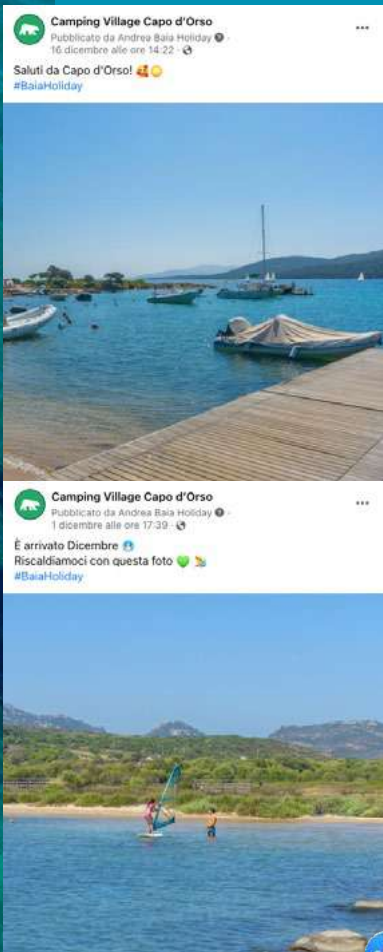 Camping Village Capo d'Orso
Pubblicato da Andrea Baia Holiday
16 dicembre alle ore 14:22 ·
Saluti da Capo d'Orso! 🥰🌞
#BaiaHoliday
Camping Village Capo d'Orso
Pubblicato da Andrea Baia Holiday
1 dicembre alle ore 17:39 ·
È arrivato Dicembre
Riscaldiamoci con questa foto 💚
#BaiaHoliday